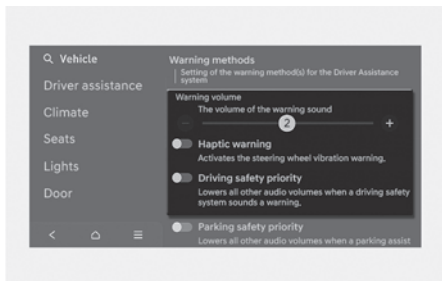 Vehicle
Driver assistance
Climate
Seats
Lights
Door
Warning methods
Setting of the warning method(s) for the Driver Assistance
system
Warning volume
The volume of the warning sound
2
Haptic warning
Activates the steering wheel vibration warning.
Driving safety priority
Lowers all other audio volumes when a driving safety
system sounds a warning.
Parking safety priority
Lowers all other audio volumes when a parking assist